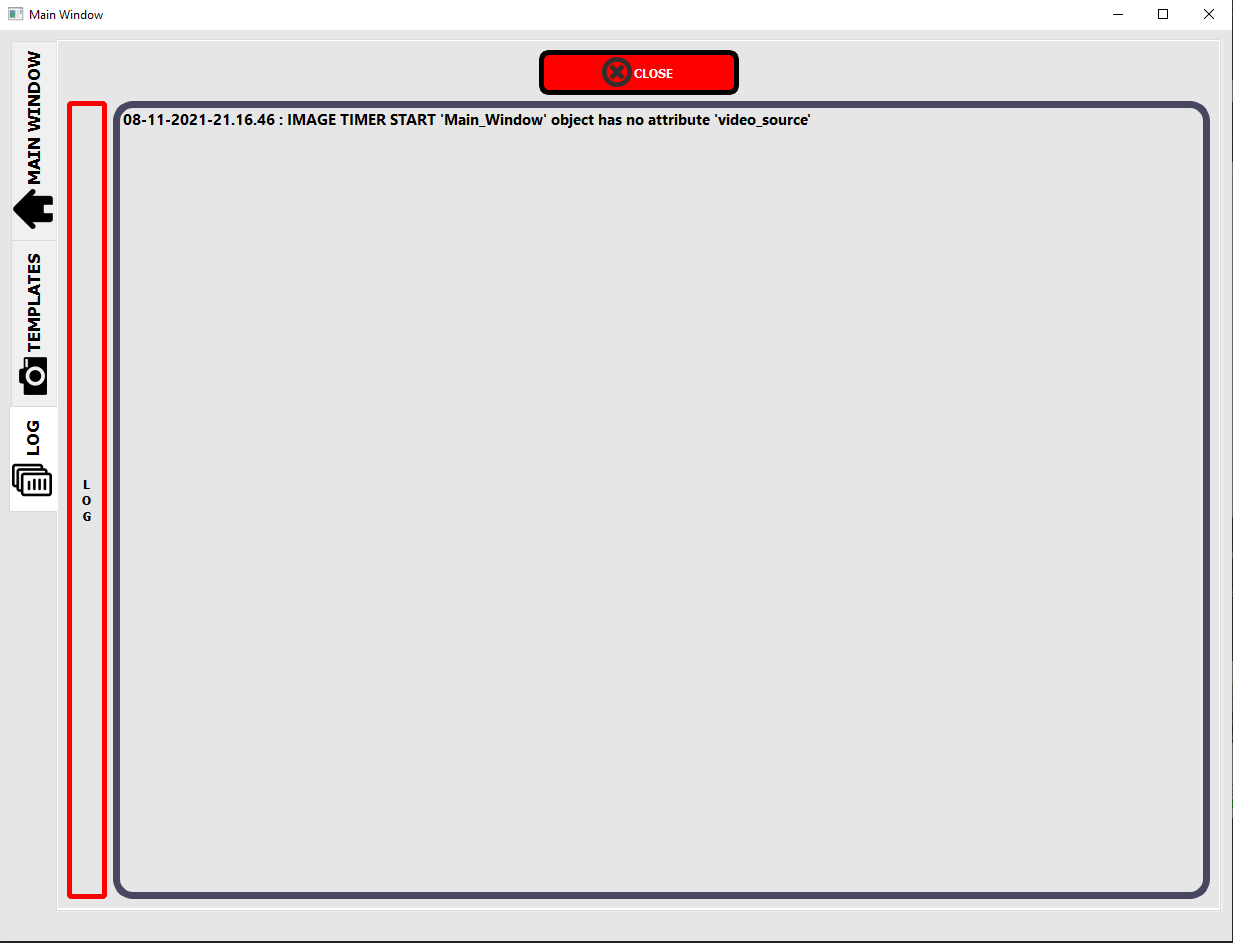 Main Window
MAIN WINDOW
TEMPLATES
LOG
CLOSE
L
O
G
08-11-2021-21.16.46 : IMAGE TIMER START 'Main_Window' object has no attribute 'video_source'